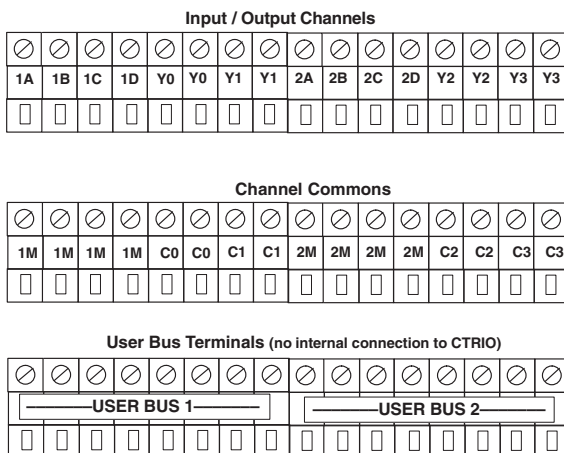 Input / Output Channels
1A 1B 1C 1D Y0 Y0 Y1 Y1 2A 2B 2C 2D Y2 Y2 Y3 Y3
Channel Commons
1M 1M 1M 1M C0 C0 C1 C1 2M 2M 2M 2M C2 C2 C3 C3
User Bus Terminals (no internal connection to CTRIO)
USER BUS 1 USER BUS 2